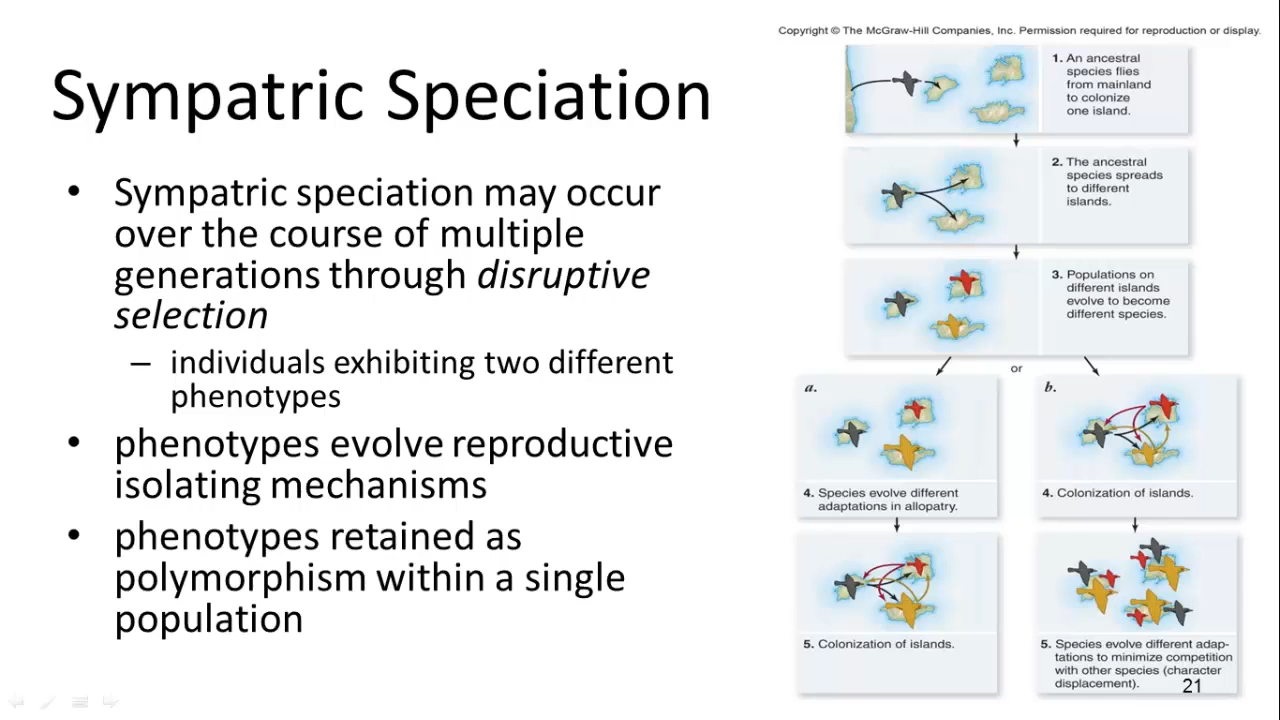 Copyright © The McGraw-Hill Companies, Inc. Permission required for reproduction or display.
Sympatric Speciation
• Sympatric speciation may occur
over the course of multiple
generations through disruptive
selection
– individuals exhibiting two different
phenotypes
• phenotypes evolve reproductive
isolating mechanisms
• phenotypes retained as
polymorphism within a single
population
1. An ancestral
species flies
from mainland
to colonize
one island.
2. The ancestral
species spreads
to different
islands.
3. Populations on
different islands
evolve to become
different species.
or
a.
4. Species evolve different
adaptations in allopatry.
5. Colonization of islands.
b.
4. Colonization of islands.
5. Species evolve different adap-
tations to minimize competition
with other species (character
displacement).
21